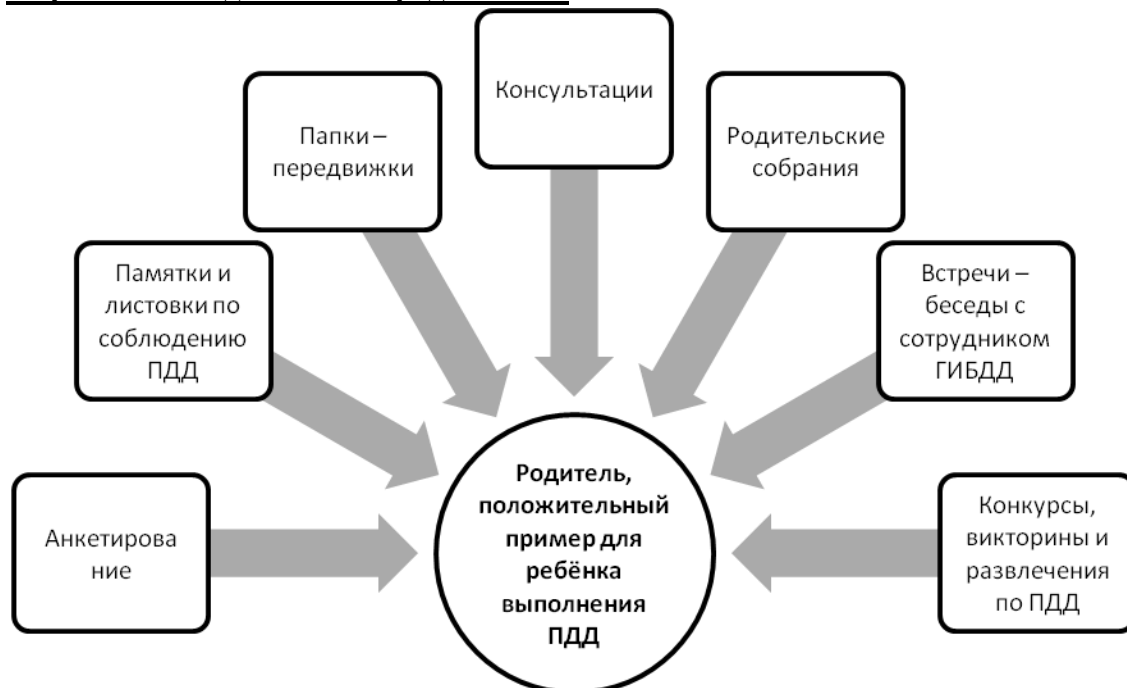 Консультации
Папки –
передвижки
Родительские
собрания
Памятки и
листовки по
соблюдению
ПДД
Встречи –
беседы с
сотрудником
ГИБДД
Анкетирова
ние
Родитель,
положительный
пример для
ребёнка
выполнения
ПДД
Конкурсы,
викторины и
развлечения
по ПДД